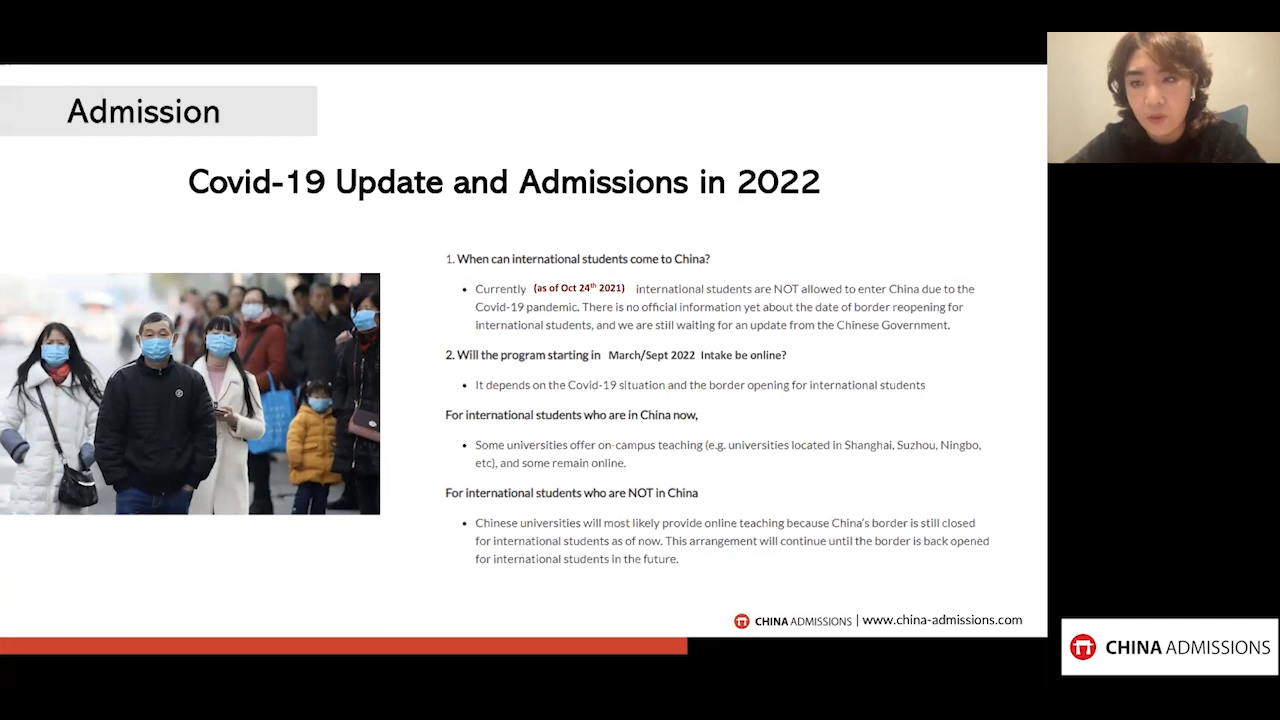 Admission
Covid-19 Update and Admissions in 2022
1. When can international students come to China?
• Currently (as of Oct 24th 2021) international students are NOT allowed to enter China due to the
Covid-19 pandemic. There is no official information yet about the date of border reopening for
international students, and we are still waiting for an update from the Chinese Government.
2. Will the program starting in March/Sept 2022 Intake be online?
• It depends on the Covid-19 situation and the border opening for international students
For international students who are in China now,
• Some universities offer on-campus teaching (e.g. universities located in Shanghai, Suzhou, Ningbo,
etc), and some remain online.
For international students who are NOT in China
• Chinese universities will most likely provide online teaching because China's border is still closed
for international students as of now. This arrangement will continue until the border is back opened
for international students in the future.
CHINA ADMISSIONS | www.china-admissions.com
CHINA ADMISSIONS